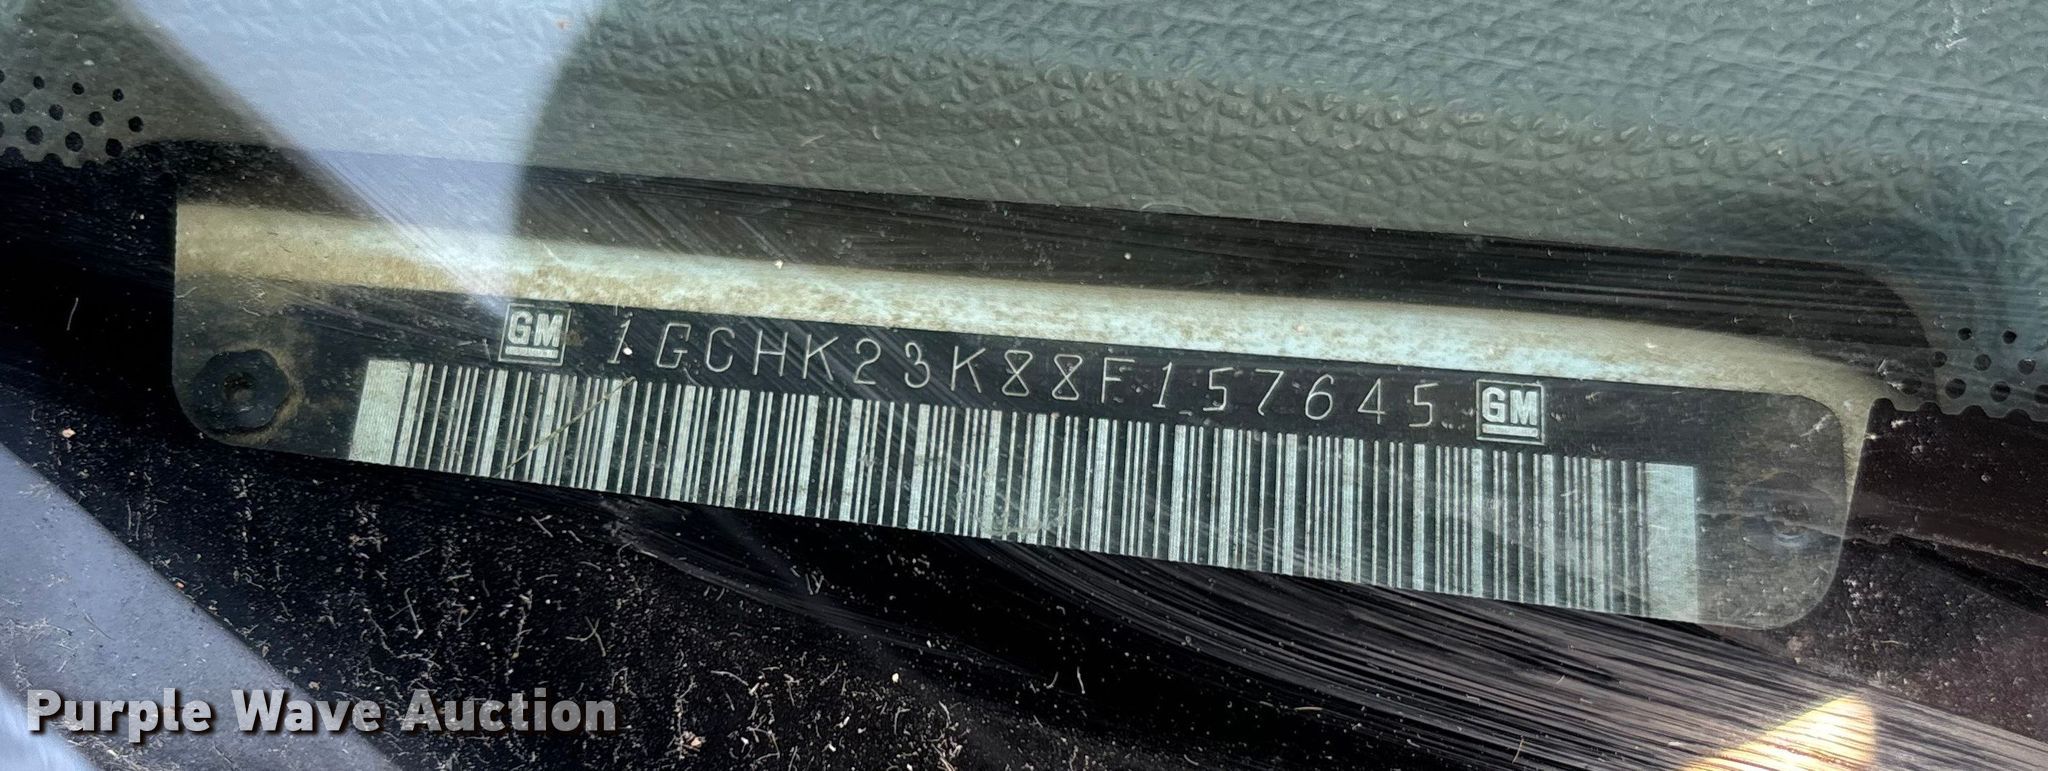 GM 1GCHK23K88F157645 GM
Purple Wave Auction